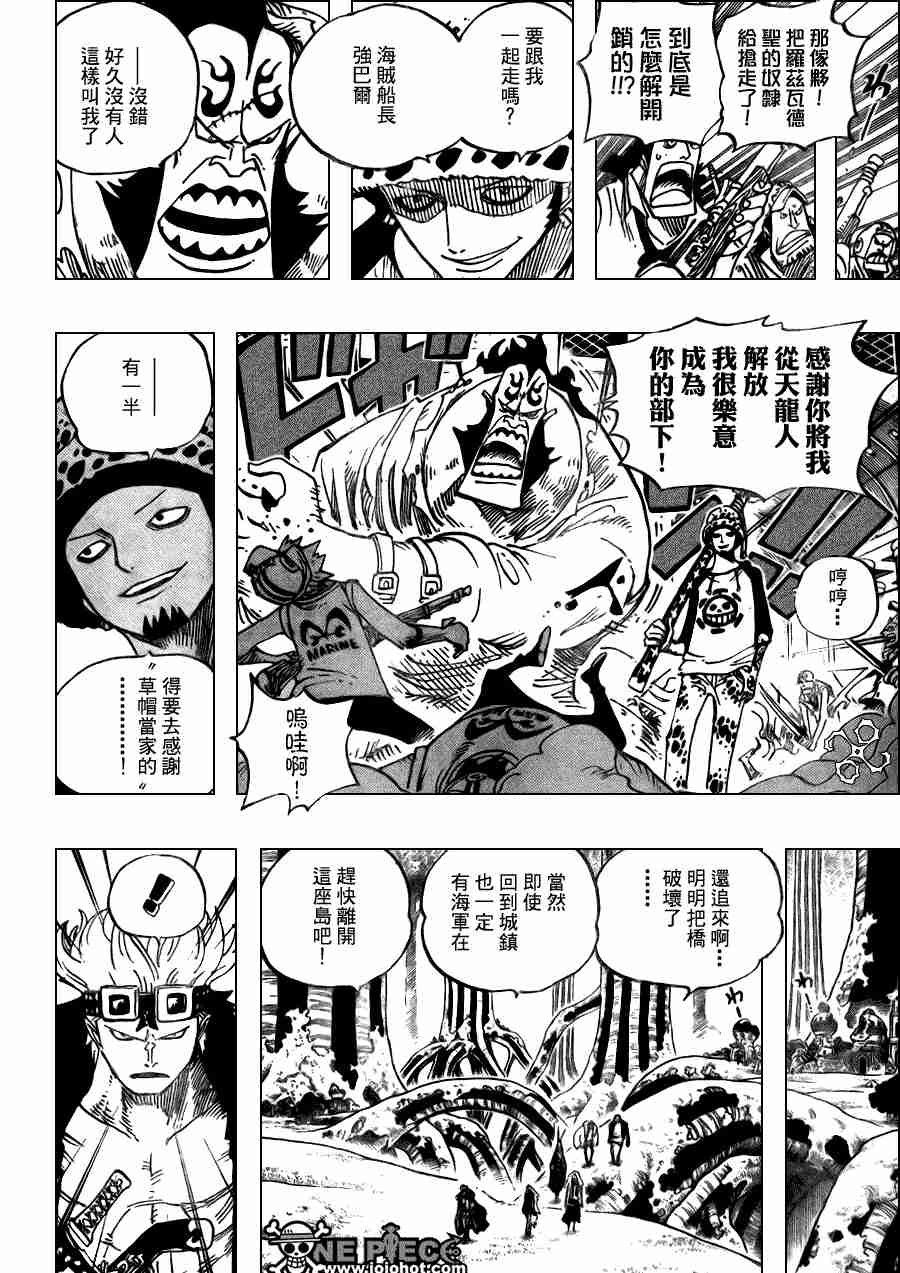 那傢夥！
把羅茲瓦德
聖的奴隸
給搶走了！
到底是
怎麼解開
鎖的!!?
要跟我
一起走嗎？
海賊船長
強巴爾
——沒錯
好久沒有人
這樣叫我了
わっ
感謝你將我
從天龍人
解放
我很樂意
成為
你的部下！
哼哼…
MARINE
嗚哇啊！
——
有一半
得要去感謝
草帽當家的〞
………！
還追來啊…
明明把橋
破壞了
……
當然
即使
回到城鎮
也一定
有海軍在
趕快離開
這座島吧！
わっ
！
ONE PIECE
www.jojohot.com